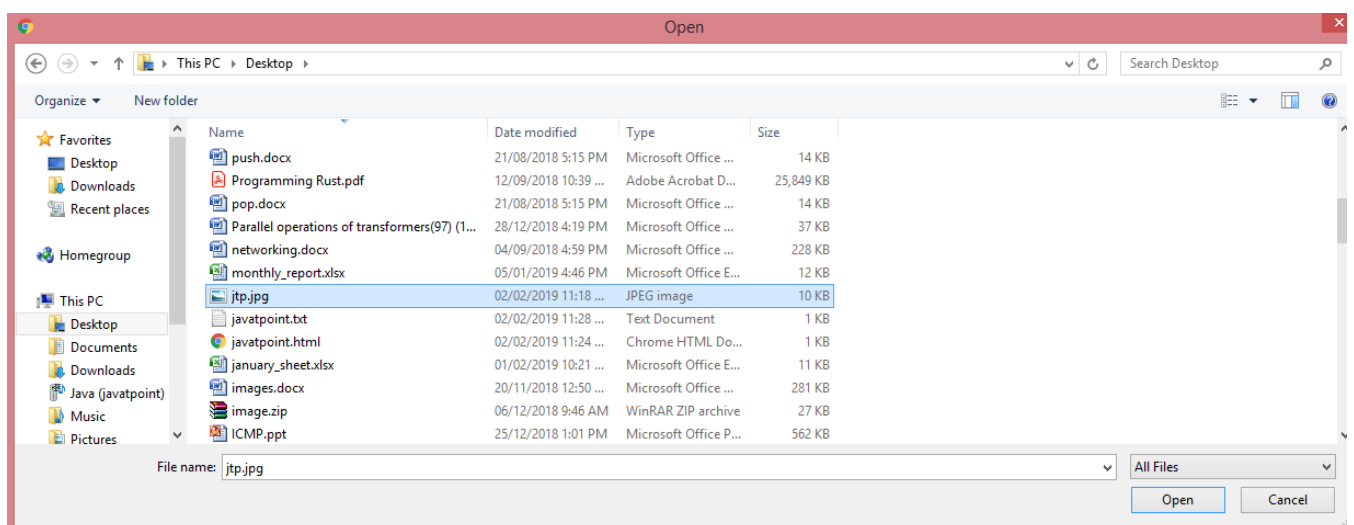 Open
This PC Desktop
Search Desktop
Organize New folder
Favorites
Desktop
Downloads
Recent places
Homegroup
This PC
Desktop
Documents
Downloads
Java (javatpoint)
Music
Pictures
Name Date modified Type Size
push.docx 21/08/2018 5:15 PM Microsoft Office ... 14 KB
Programming Rust.pdf 12/09/2018 10:39 ... Adobe Acrobat D... 25,849 KB
pop.docx 21/08/2018 5:15 PM Microsoft Office ... 14 KB
Parallel operations of transformers(97) (1... 28/12/2018 4:19 PM Microsoft Office ... 37 KB
networking.docx 04/09/2018 4:59 PM Microsoft Office ... 228 KB
monthly_report.xlsx 05/01/2019 4:46 PM Microsoft Office E... 12 KB
jtp.jpg 02/02/2019 11:18 ... JPEG image 10 KB
javatpoint.txt 02/02/2019 11:28 ... Text Document 1 KB
javatpoint.html 02/02/2019 11:24 ... Chrome HTML Do... 1 KB
january_sheet.xlsx 01/02/2019 10:21 ... Microsoft Office E... 11 KB
images.docx 20/11/2018 12:50 ... Microsoft Office ... 281 KB
image.zip 06/12/2018 9:46 AM WinRAR ZIP archive 27 KB
ICMP.ppt 25/12/2018 1:01 PM Microsoft Office P... 562 KB
File name: jtp.jpg All Files
Open Cancel